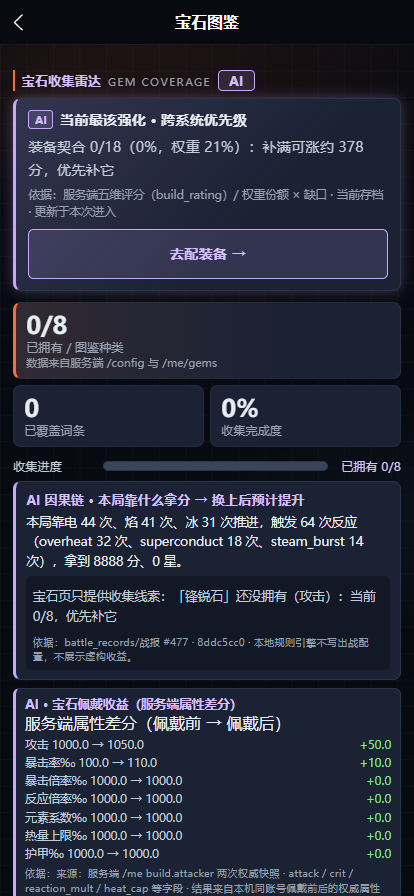 宝石图鉴
宝石收集雷达 GEM COVERAGE AI
AI 当前最该强化 • 跨系统优先级
装备契合 0/18（0%，权重 21%）：补满可涨约 378
分，优先补它
依据：服务端五维评分（build_rating）/ 权重份额 × 缺口 · 当前存档
· 更新于本次进入
去配装备 →
0/8
已拥有 / 图鉴种类
数据来自服务端 /config 与 /me/gems
0
已覆盖词条
0%
收集完成度
收集进度 已拥有 0/8
AI 因果链 • 本局靠什么拿分 → 换上后预计提升
本局靠电 44 次、焰 41 次、冰 31 次推进，触发 64 次反应
（overheat 32 次、superconduct 18 次、steam_burst 14
次），拿到 8888 分、0 星。
宝石页只提供收集线索：「锋锐石」还没拥有（攻击）：当前
0/8，优先补它
依据：battle_records/战报 #477 · 8ddc5cc0 · 本地规则引擎不写出战配
置，不展示虚构收益。
AI • 宝石佩戴收益（服务端属性差分）
服务端属性差分（佩戴前 → 佩戴后）
攻击 1000.0 → 1050.0 +50.0
暴击率‰ 100.0 → 110.0 +10.0
暴击倍率‰ 1000.0 → 1000.0 +0.0
反应倍率‰ 1000.0 → 1000.0 +0.0
元素系数‰ 1000.0 → 1000.0 +0.0
热量上限‰ 1000.0 → 1000.0 +0.0
护甲‰ 1000.0 → 1000.0 +0.0
依据：来源：服务端 /me build.attacker 两次权威快照 · attack / crit /
reaction_mult / heat_cap 等字段 · 结果来自本机同账号佩戴前后的权威属性